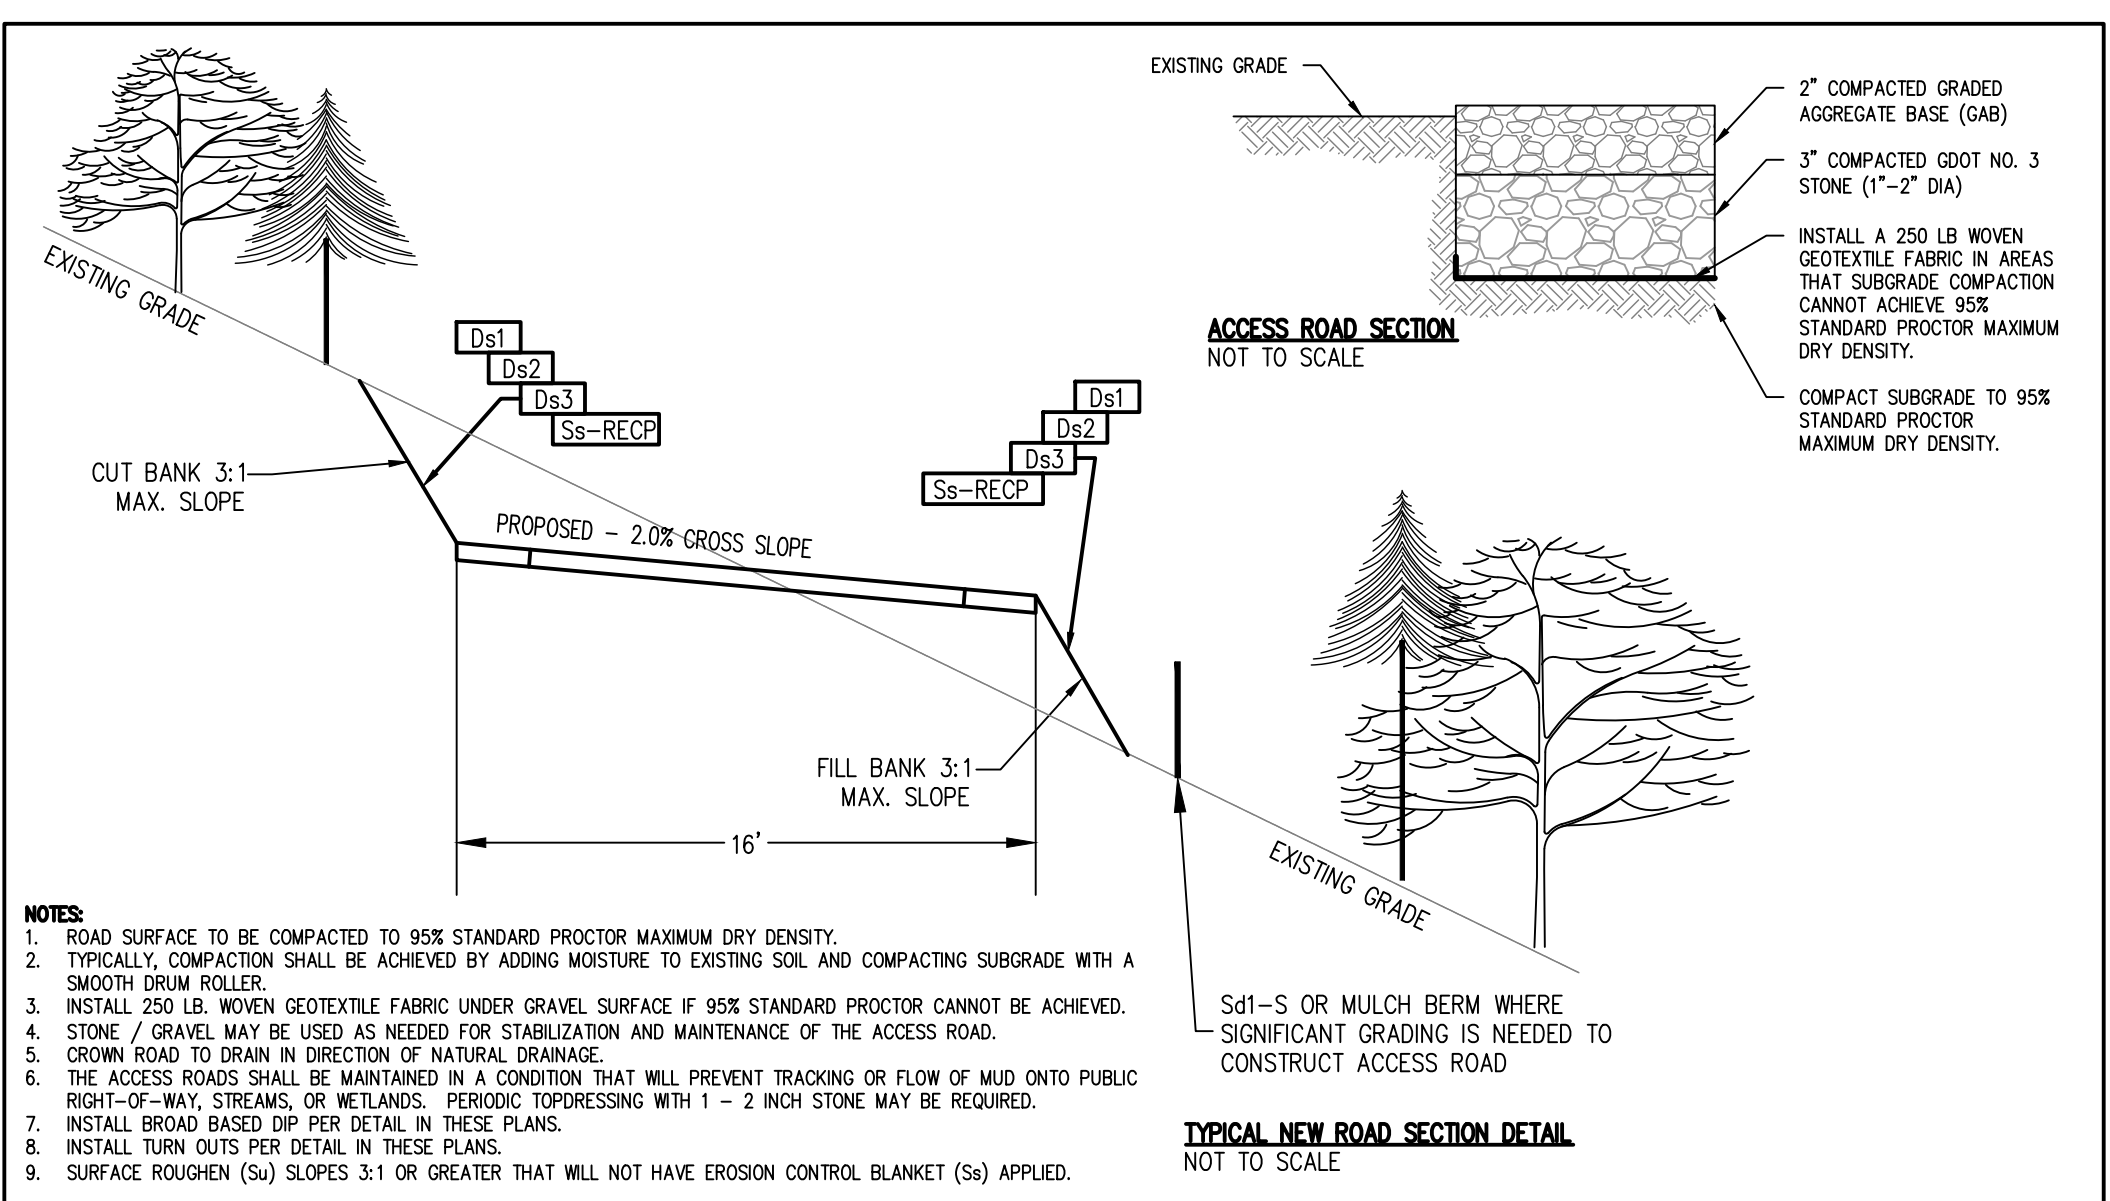 EXISTING GRADE
2" COMPACTED GRADED
AGGREGATE BASE (GAB)
3" COMPACTED GDOT NO. 3
STONE (1"-2" DIA)
INSTALL A 250 LB WOVEN
GEOTEXTILE FABRIC IN AREAS
THAT SUBGRADE COMPACTION
CANNOT ACHIEVE 95%
STANDARD PROCTOR MAXIMUM
DRY DENSITY.
COMPACT SUBGRADE TO 95%
STANDARD PROCTOR
MAXIMUM DRY DENSITY.
ACCESS ROAD SECTION
NOT TO SCALE
EXISTING GRADE
Ds1
Ds2
Ds3
Ss-RECP
Ds1
Ds2
Ds3
Ss-RECP
CUT BANK 3:1
MAX. SLOPE
PROPOSED - 2.0% CROSS SLOPE
FILL BANK 3:1
MAX. SLOPE
16'
EXISTING GRADE
Sd1-S OR MULCH BERM WHERE
SIGNIFICANT GRADING IS NEEDED TO
CONSTRUCT ACCESS ROAD
TYPICAL NEW ROAD SECTION DETAIL
NOT TO SCALE
NOTES:
1. ROAD SURFACE TO BE COMPACTED TO 95% STANDARD PROCTOR MAXIMUM DRY DENSITY.
2. TYPICALLY, COMPACTION SHALL BE ACHIEVED BY ADDING MOISTURE TO EXISTING SOIL AND COMPACTING SUBGRADE WITH A
SMOOTH DRUM ROLLER.
3. INSTALL 250 LB. WOVEN GEOTEXTILE FABRIC UNDER GRAVEL SURFACE IF 95% STANDARD PROCTOR CANNOT BE ACHIEVED.
4. STONE / GRAVEL MAY BE USED AS NEEDED FOR STABILIZATION AND MAINTENANCE OF THE ACCESS ROAD.
5. CROWN ROAD TO DRAIN IN DIRECTION OF NATURAL DRAINAGE.
6. THE ACCESS ROADS SHALL BE MAINTAINED IN A CONDITION THAT WILL PREVENT TRACKING OR FLOW OF MUD ONTO PUBLIC
RIGHT-OF-WAY, STREAMS, OR WETLANDS. PERIODIC TOPDRESSING WITH 1 - 2 INCH STONE MAY BE REQUIRED.
7. INSTALL BROAD BASED DIP PER DETAIL IN THESE PLANS.
8. INSTALL TURN OUTS PER DETAIL IN THESE PLANS.
9. SURFACE ROUGHEN (Su) SLOPES 3:1 OR GREATER THAT WILL NOT HAVE EROSION CONTROL BLANKET (Ss) APPLIED.